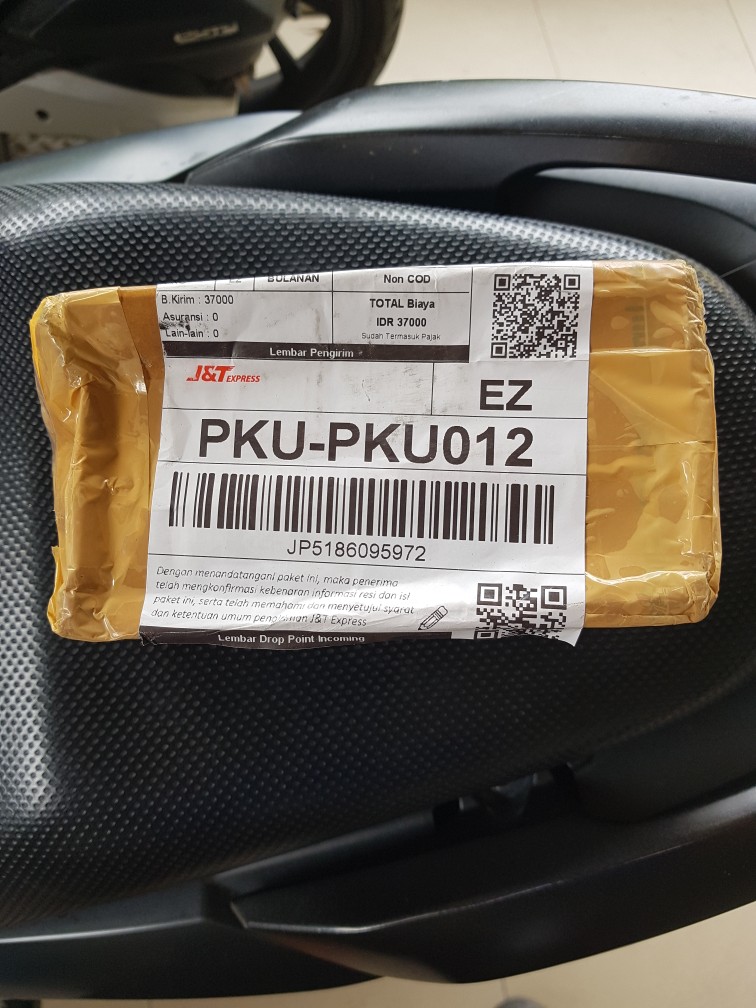 EZ BULANAN Non COD
B.Kirim : 37000
Asuransi : 0
Lain-lain : 0
TOTAL Biaya
IDR 37000
Sudah Termasuk Pajak
Lembar Pengirim
J&T EXPRESS
EZ
PKU-PKU012
JP5186095972
Dengan menandatangani paket ini, maka penerima
telah mengkonfirmasi kebenaran informasi resi dan isi
paket ini, serta telah memahami dan menyetujui syarat
dan ketentuan umum pengiriman J&T Express
Lembar Drop Point Incoming